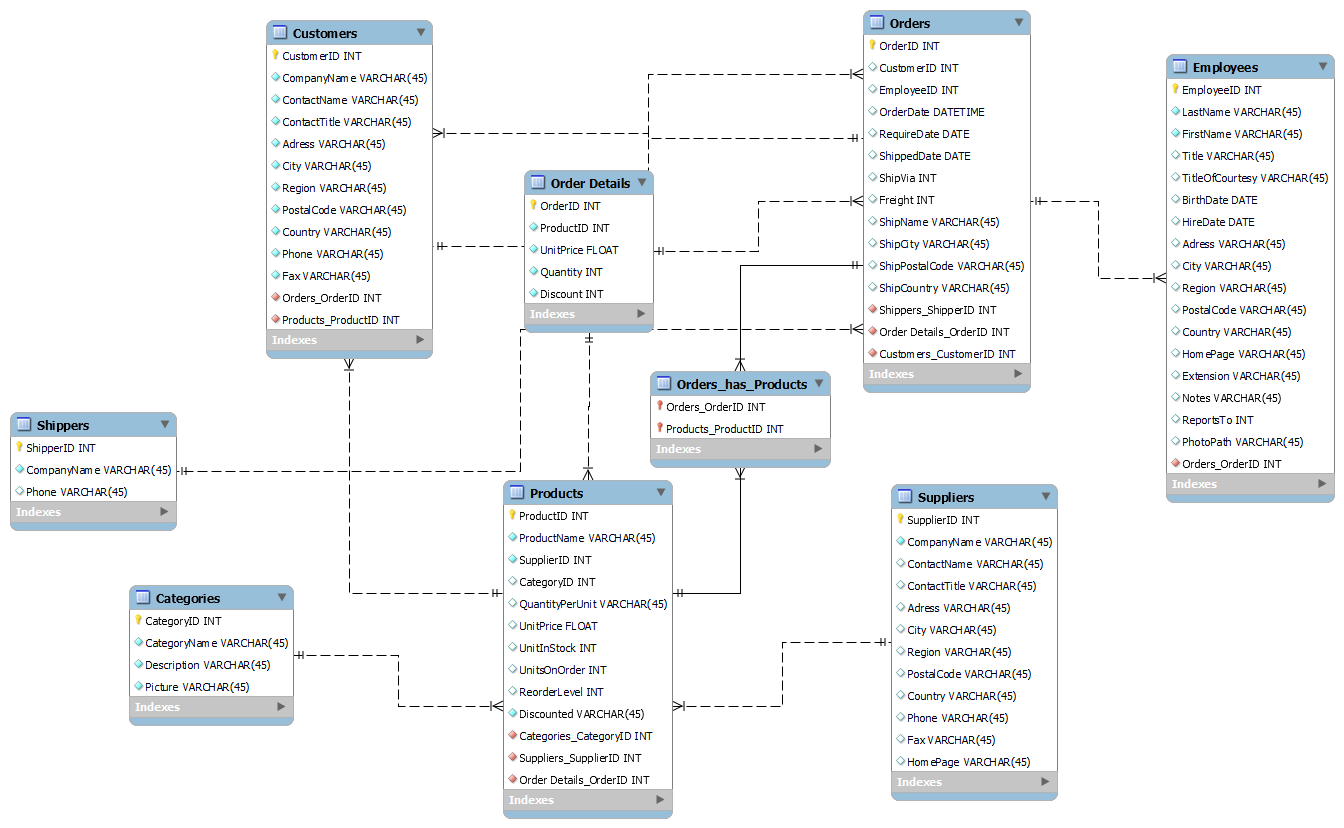 Customers
CustomerID INT
CompanyName VARCHAR(45)
ContactName VARCHAR(45)
ContactTitle VARCHAR(45)
Adress VARCHAR(45)
City VARCHAR(45)
Region VARCHAR(45)
PostalCode VARCHAR(45)
Country VARCHAR(45)
Phone VARCHAR(45)
Fax VARCHAR(45)
Orders_OrderID INT
Products_ProductID INT
Indexes
Order Details
OrderID INT
ProductID INT
UnitPrice FLOAT
Quantity INT
Discount INT
Indexes
Orders
OrderID INT
CustomerID INT
EmployeeID INT
OrderDate DATETIME
RequireDate DATE
ShippedDate DATE
ShipVia INT
Freight INT
ShipName VARCHAR(45)
ShipCity VARCHAR(45)
ShipPostalCode VARCHAR(45)
ShipCountry VARCHAR(45)
Shippers_ShipperID INT
Order Details_OrderID INT
Customers_CustomerID INT
Indexes
Employees
EmployeeID INT
LastName VARCHAR(45)
FirstName VARCHAR(45)
Title VARCHAR(45)
TitleOfCourtesy VARCHAR(45)
BirthDate DATE
HireDate DATE
Adress VARCHAR(45)
City VARCHAR(45)
Region VARCHAR(45)
PostalCode VARCHAR(45)
Country VARCHAR(45)
HomePage VARCHAR(45)
Extension VARCHAR(45)
Notes VARCHAR(45)
ReportsTo INT
PhotoPath VARCHAR(45)
Orders_OrderID INT
Indexes
Orders_has_Products
Orders_OrderID INT
Products_ProductID INT
Indexes
Shippers
ShipperID INT
CompanyName VARCHAR(45)
Phone VARCHAR(45)
Indexes
Categories
CategoryID INT
CategoryName VARCHAR(45)
Description VARCHAR(45)
Picture VARCHAR(45)
Indexes
Products
ProductID INT
ProductName VARCHAR(45)
SupplierID INT
CategoryID INT
QuantityPerUnit VARCHAR(45)
UnitPrice FLOAT
UnitInStock INT
UnitsOnOrder INT
ReorderLevel INT
Discounted VARCHAR(45)
Categories_CategoryID INT
Suppliers_SupplierID INT
Order Details_OrderID INT
Indexes
Suppliers
SupplierID INT
CompanyName VARCHAR(45)
ContactName VARCHAR(45)
ContactTitle VARCHAR(45)
Adress VARCHAR(45)
City VARCHAR(45)
Region VARCHAR(45)
PostalCode VARCHAR(45)
Country VARCHAR(45)
Phone VARCHAR(45)
Fax VARCHAR(45)
HomePage VARCHAR(45)
Indexes